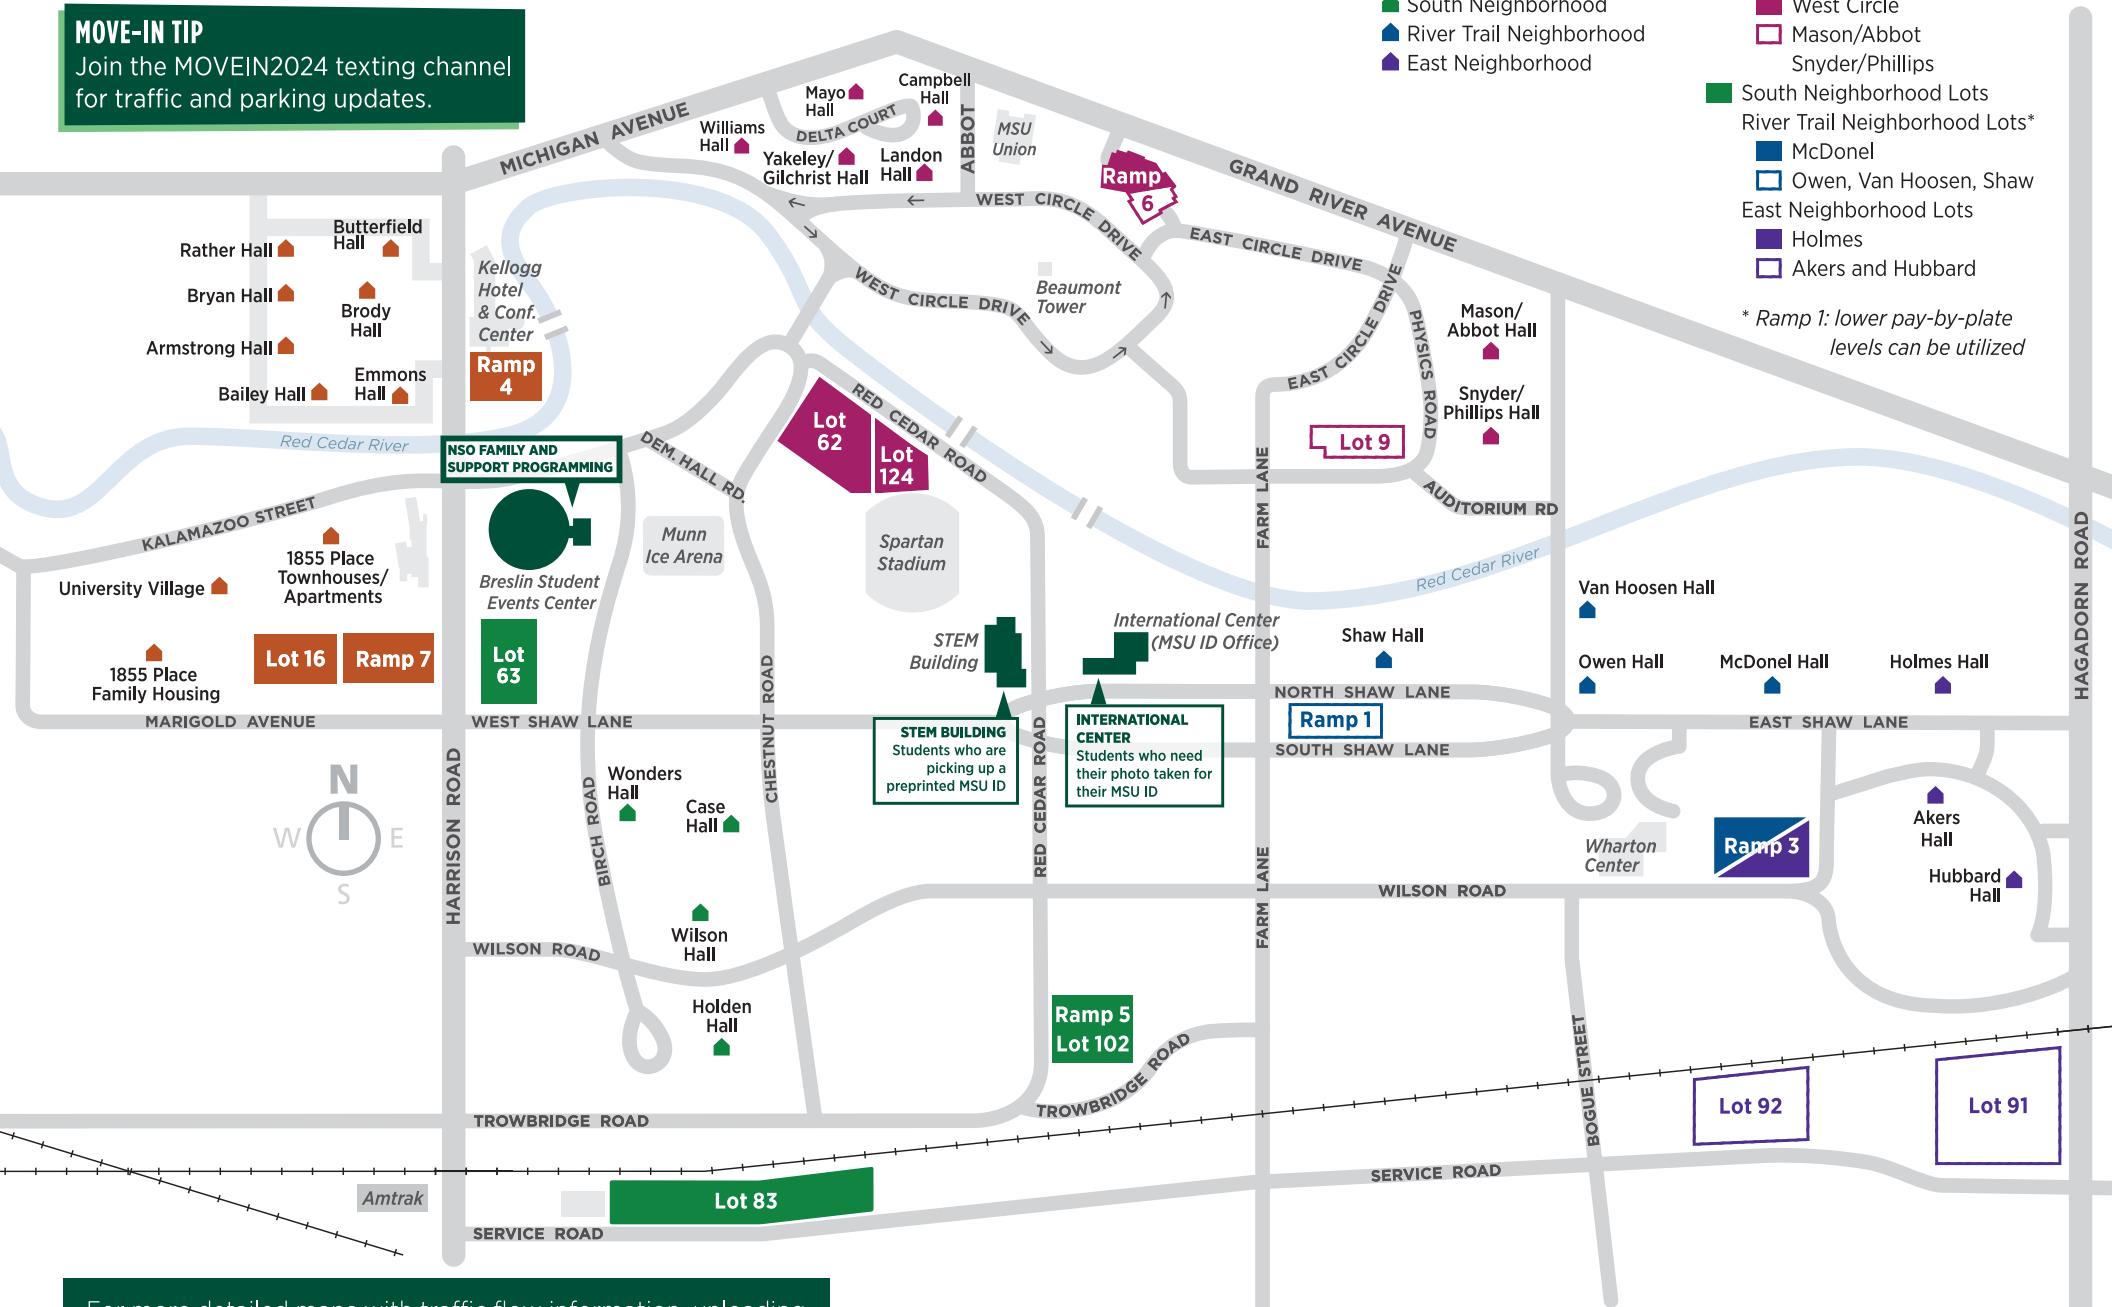 MOVE-IN TIP
Join the MOVEIN2024 texting channel
for traffic and parking updates.
South Neighborhood
River Trail Neighborhood
East Neighborhood
West Circle
Mason/Abbot
Snyder/Phillips
South Neighborhood Lots
River Trail Neighborhood Lots*
McDonel
Owen, Van Hoosen, Shaw
East Neighborhood Lots
Holmes
Akers and Hubbard
* Ramp 1: lower pay-by-plate
levels can be utilized
MICHIGAN AVENUE
Mayo
Hall
Campbell
Hall
DELTA COURT
ABBOT
MSU
Union
Williams
Hall
Yakeley/
Gilchrist Hall
Landon
Hall
Ramp
6
GRAND RIVER AVENUE
WEST CIRCLE DRIVE
EAST CIRCLE DRIVE
Butterfield
Hall
Rather Hall
Bryan Hall
Brody
Hall
Armstrong Hall
Bailey Hall
Emmons
Hall
Kellogg
Hotel
& Conf.
Center
Ramp
4
WEST CIRCLE DRIVE
Beaumont
Tower
EAST CIRCLE DRIVE
PHYSICS ROAD
Mason/
Abbot Hall
Snyder/
Phillips Hall
Red Cedar River
NSO FAMILY AND
SUPPORT PROGRAMMING
DEM. HALL RD.
Lot
62
Lot
124
RED CEDAR ROAD
Lot 9
FARM LANE
AUDITORIUM RD
KALAMAZOO STREET
1855 Place
Townhouses/
Apartments
University Village
Breslin Student
Events Center
Munn
Ice Arena
Spartan
Stadium
Red Cedar River
HAGADORN ROAD
Van Hoosen Hall
1855 Place
Family Housing
Lot 16
Ramp 7
Lot
63
STEM
Building
International Center
(MSU ID Office)
Shaw Hall
Owen Hall
McDonel Hall
Holmes Hall
MARIGOLD AVENUE
WEST SHAW LANE
CHESTNUT ROAD
NORTH SHAW LANE
Ramp 1
SOUTH SHAW LANE
EAST SHAW LANE
STEM BUILDING
Students who are
picking up a
preprinted MSU ID
RED CEDAR ROAD
INTERNATIONAL
CENTER
Students who need
their photo taken for
their MSU ID
N
W
E
S
HARRISON ROAD
BIRCH ROAD
Wonders
Hall
Case
Hall
Wilson
Hall
Holden
Hall
FARM LANE
Wharton
Center
Ramp 3
Akers
Hall
Hubbard
Hall
WILSON ROAD
WILSON ROAD
Ramp 5
Lot 102
TROWBRIDGE ROAD
TROWBRIDGE ROAD
BOGUE STREET
Lot 92
Lot 91
Amtrak
Lot 83
SERVICE ROAD
SERVICE ROAD
For more detailed maps with traffic flow information, unloading